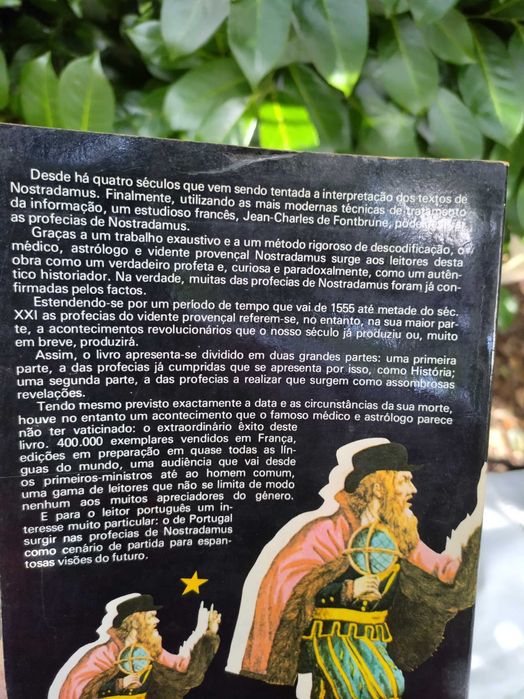 Desde há quatro séculos que vem sendo tentada a interpretação dos textos de
Nostradamus. Finalmente, utilizando as mais modernas técnicas de tratamento
da informação, um estudioso francês, Jean-Charles de Fontbrune,
as profecias de Nostradamus.
Graças a um trabalho exaustivo e a um método rigoroso de descodificação, o
médico, astrólogo e vidente provençal Nostradamus surge aos leitores desta
obra como um verdadeiro profeta e, curiosa e paradoxalmente, como um autên-
tico historiador. Na verdade, muitas das profecias de Nostradamus foram já con-
firmadas pelos factos.
Estendendo-se por um período de tempo que vai de 1555 até metade do séc.
XXI as profecias do vidente provençal referem-se, no entanto, na sua maior par-
te, a acontecimentos revolucionários que o nosso século já produziu ou, muito
em breve, produzirá.
Assim, o livro apresenta-se dividido em duas grandes partes: uma primeira
parte, a das profecias já cumpridas que se apresenta por isso, como História;
uma segunda parte, a das profecias a realizar que surgem como assombrosas
revelações.
Tendo mesmo previsto exactamente a data e as circunstâncias da sua morte,
houve no entanto um acontecimento que o famoso médico e astrólogo parece
não ter vaticinado: o extraordinário êxito deste
livro. 400.000 exemplares vendidos em França,
edições em preparação em quase todas as lín-
guas do mundo, uma audiência que vai desde
os primeiros-ministros até ao homem comum,
uma gama de leitores que não se limita de modo
nenhum aos muitos apreciadores do género.
E para o leitor português um in-
teresse muito particular: o de Portugal
surgir nas profecias de Nostradamus
como cenário de partida para espan-
tosas visões do futuro.